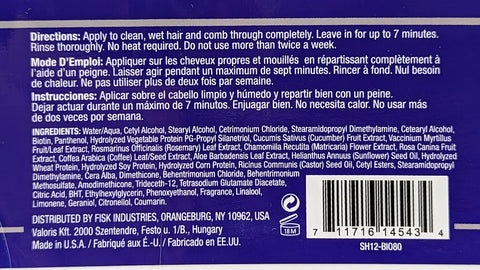 Directions: Apply to clean, wet hair and comb through completely. Leave in for up to 7 minutes.
Rinse thoroughly. No heat required. Do not use more than twice a week.
Mode D'Emploi: Appliquer sur les cheveux propres et mouillés en répartissant complètement à
l'aide d'un peigne. Laisser agir pendant un maximum de sept minutes. Rincer à fond. Nul besoin
de chaleur. Ne pas utiliser plus de deux fois par semaine.
Instrucciones: Aplicar sobre el cabello limpio y húmedo y repartir bien con un peine.
Dejar actuar durante un máximo de 7 minutos. Enjuagar bien. No necesita calor. No usar más
de dos veces por semana.
INGREDIENTS: Water/Aqua, Cetyl Alcohol, Stearyl Alcohol, Cetrimonium Chloride, Stearamidopropyl Dimethylamine, Cetearyl Alcohol,
Biotin, Panthenol, Hydrolyzed Vegetable Protein PG-Propyl Silanetriol, Cucumis Sativus (Cucumber) Fruit Extract, Vaccinium Myrtillus
Fruit/Leaf Extract, Rosmarinus Officinalis (Rosemary) Leaf Extract, Chamomilla Recutita (Matricaria) Flower Extract, Rosa Canina Fruit
Extract, Coffea Arabica (Coffee) Leaf/Seed Extract, Aloe Barbadensis Leaf Extract, Helianthus Annuus (Sunflower) Seed Oil, Hydrolyzed
Wheat Protein, Hydrolyzed Soy Protein, Hydrolyzed Corn Protein, Ricinus Communis (Castor) Seed Oil, Cetyl Esters, Stearamidopropyl
Dimethylamine, Cera Alba, Dimethicone, Behentrimonium Chloride, Behentrimonium
Methosulfate, Amodimethicone, Trideceth-12, Tetrasodium Glutamate Diacetate,
Citric Acid, BHT, Ethylhexylglycerin, Phenoxyethanol, Fragrance, Linalool,
Limonene, Geraniol, Citronellol, Coumarin.
DISTRIBUTED BY FISK INDUSTRIES, ORANGEBURG, NY 10962, USA
Valoris Kft. 2000 Szentendre, Festo u. 1/b., Hungary
Made in U.S.A. / Fabriqué aux É.-U. / Fabricado en EE.UU.
18 M
7 11716 14543 4
SH12-BIO80